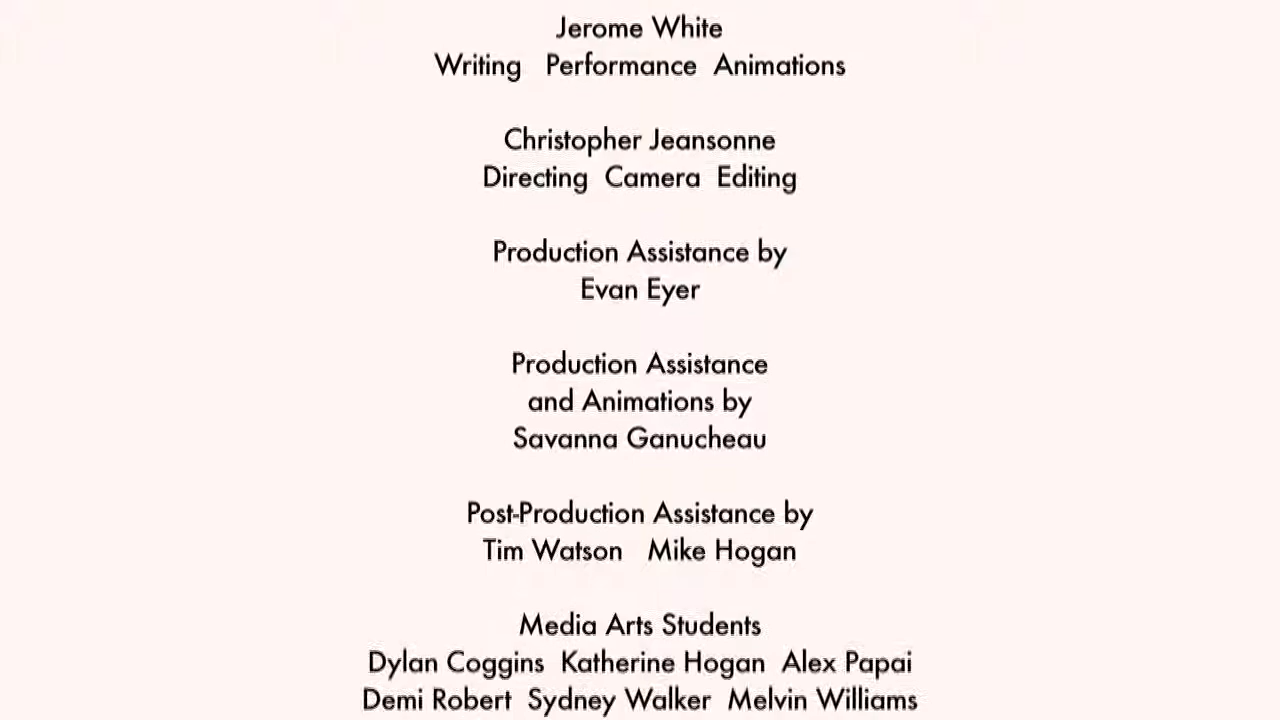 Jerome White
Writing Performance Animations
Christopher Jeansonne
Directing Camera Editing
Production Assistance by
Evan Eyer
Production Assistance
and Animations by
Savanna Ganucheau
Post-Production Assistance by
Tim Watson Mike Hogan
Media Arts Students
Dylan Coggins Katherine Hogan Alex Papai
Demi Robert Sydney Walker Melvin Williams